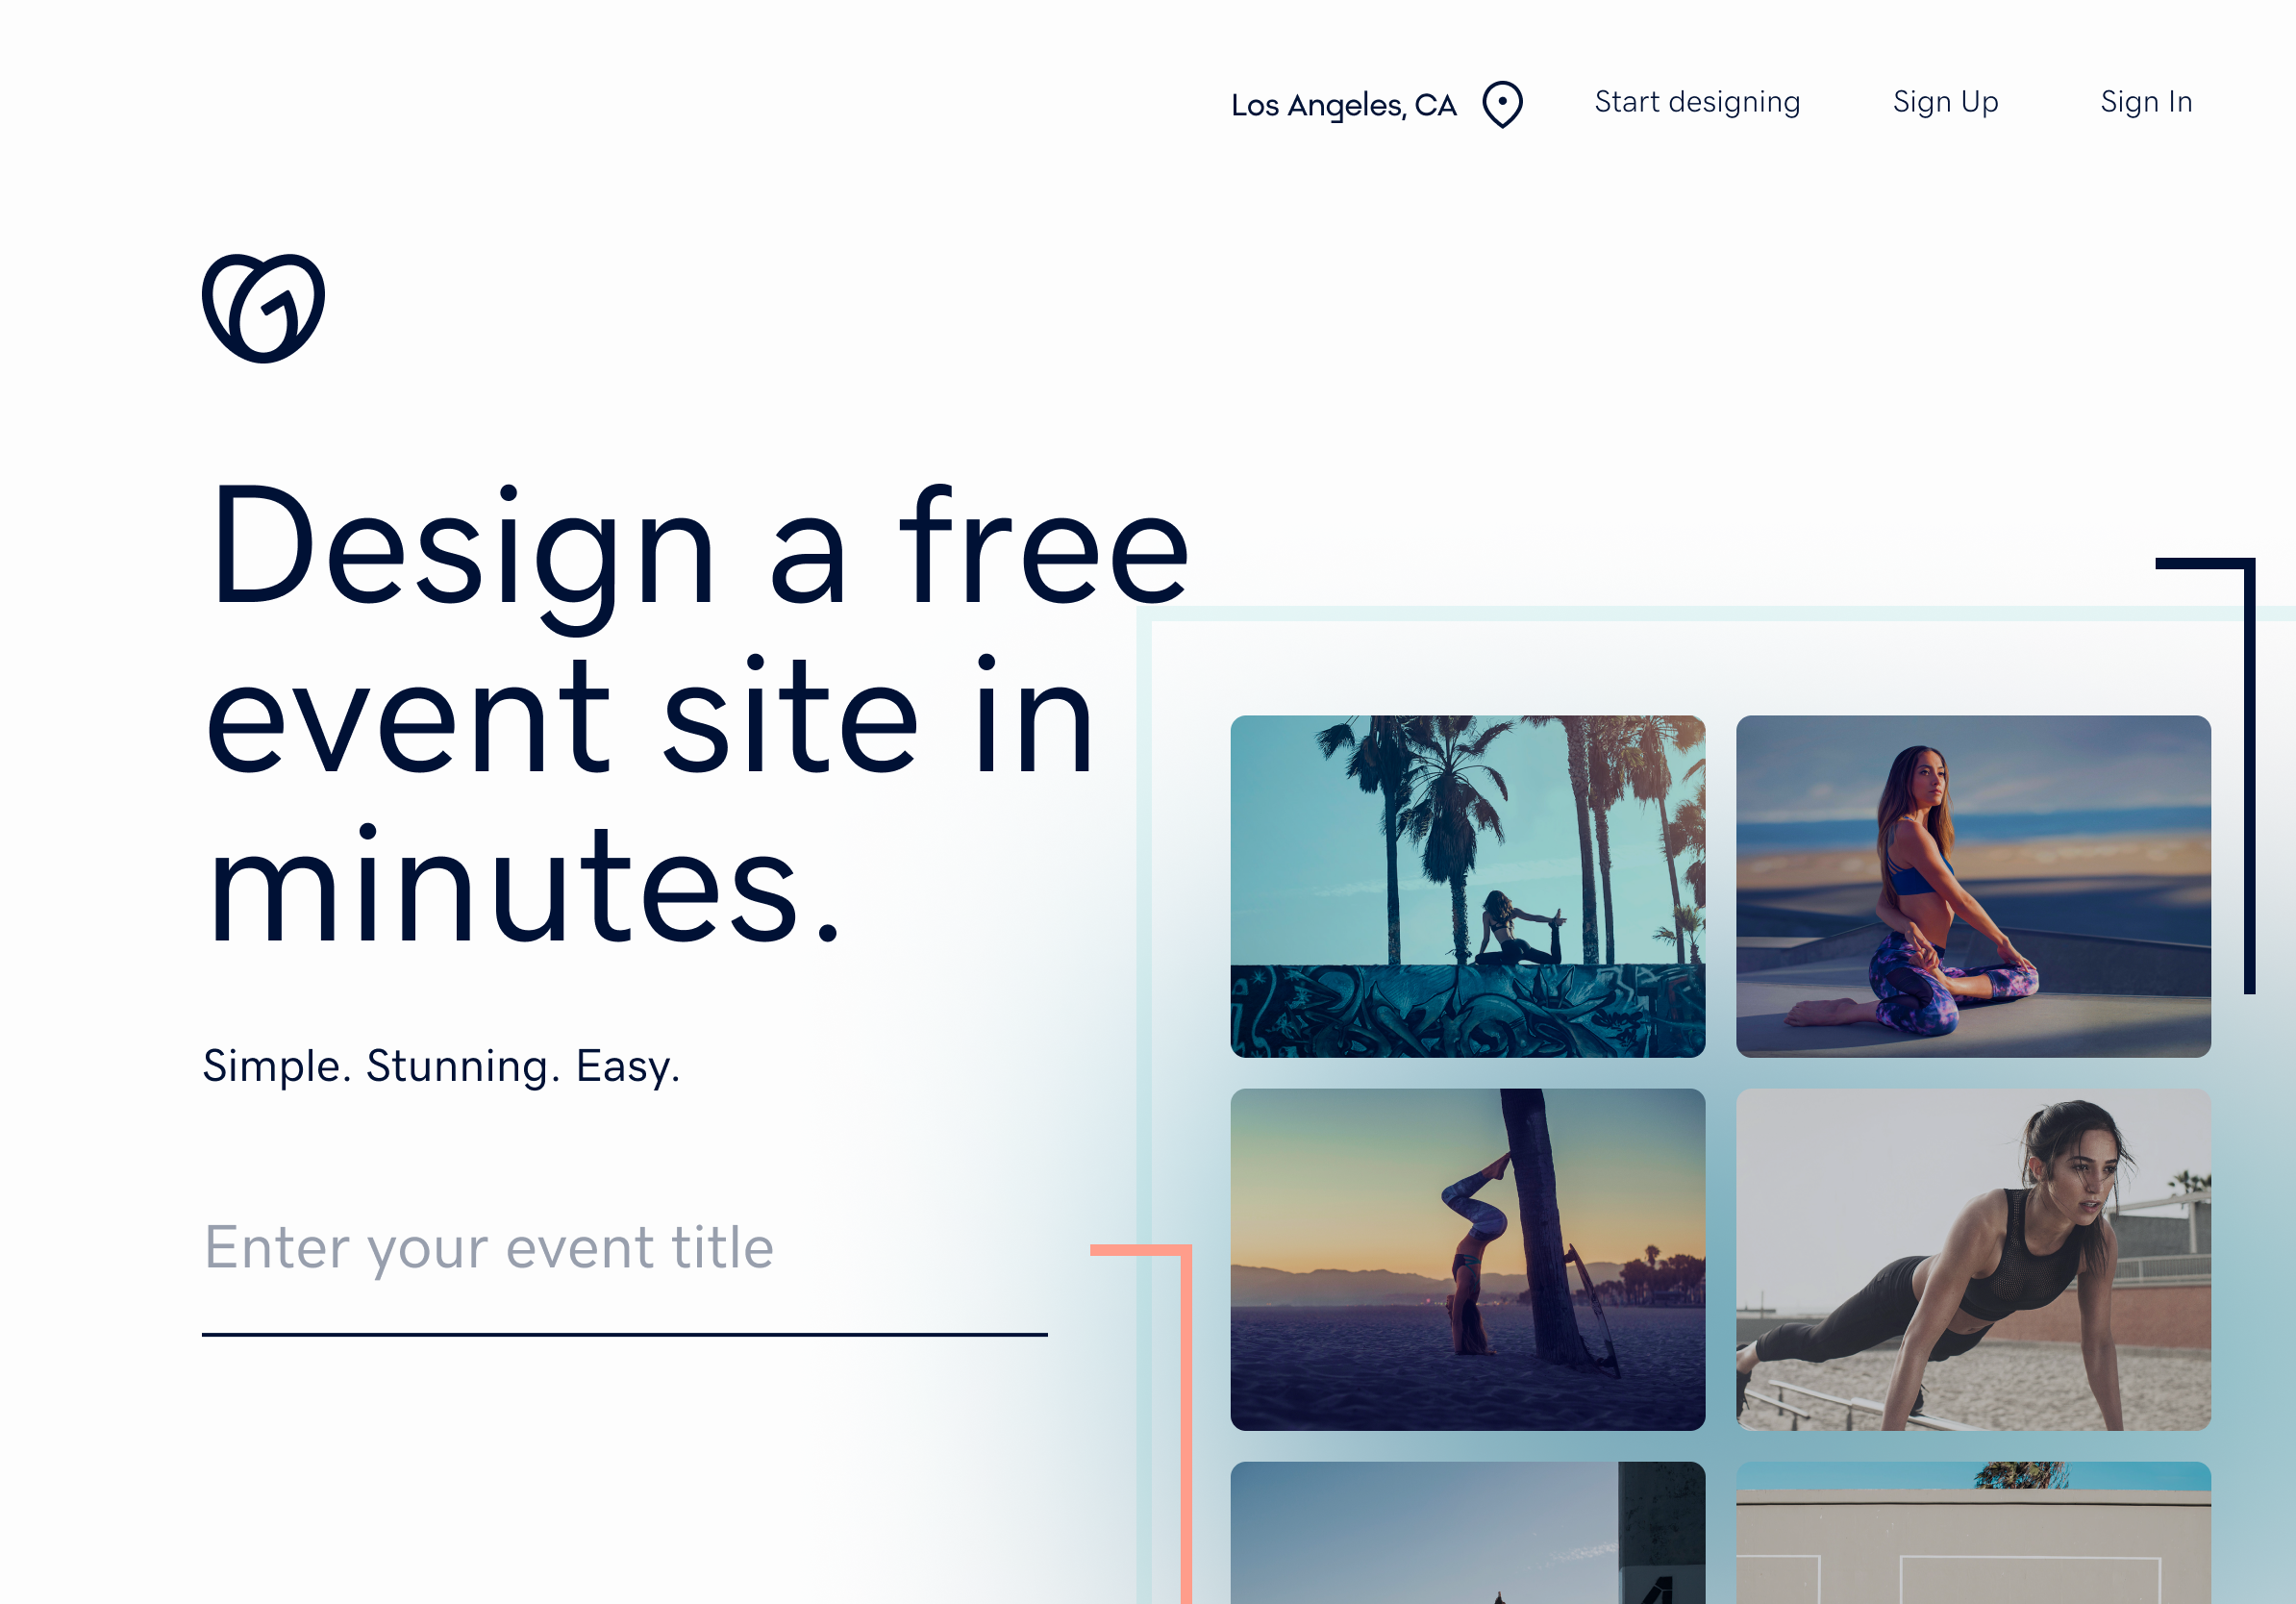 Los Angeles, CA
Start designing
Sign Up
Sign In
Design a free
event site in
minutes.
Simple. Stunning. Easy.
Enter your event title